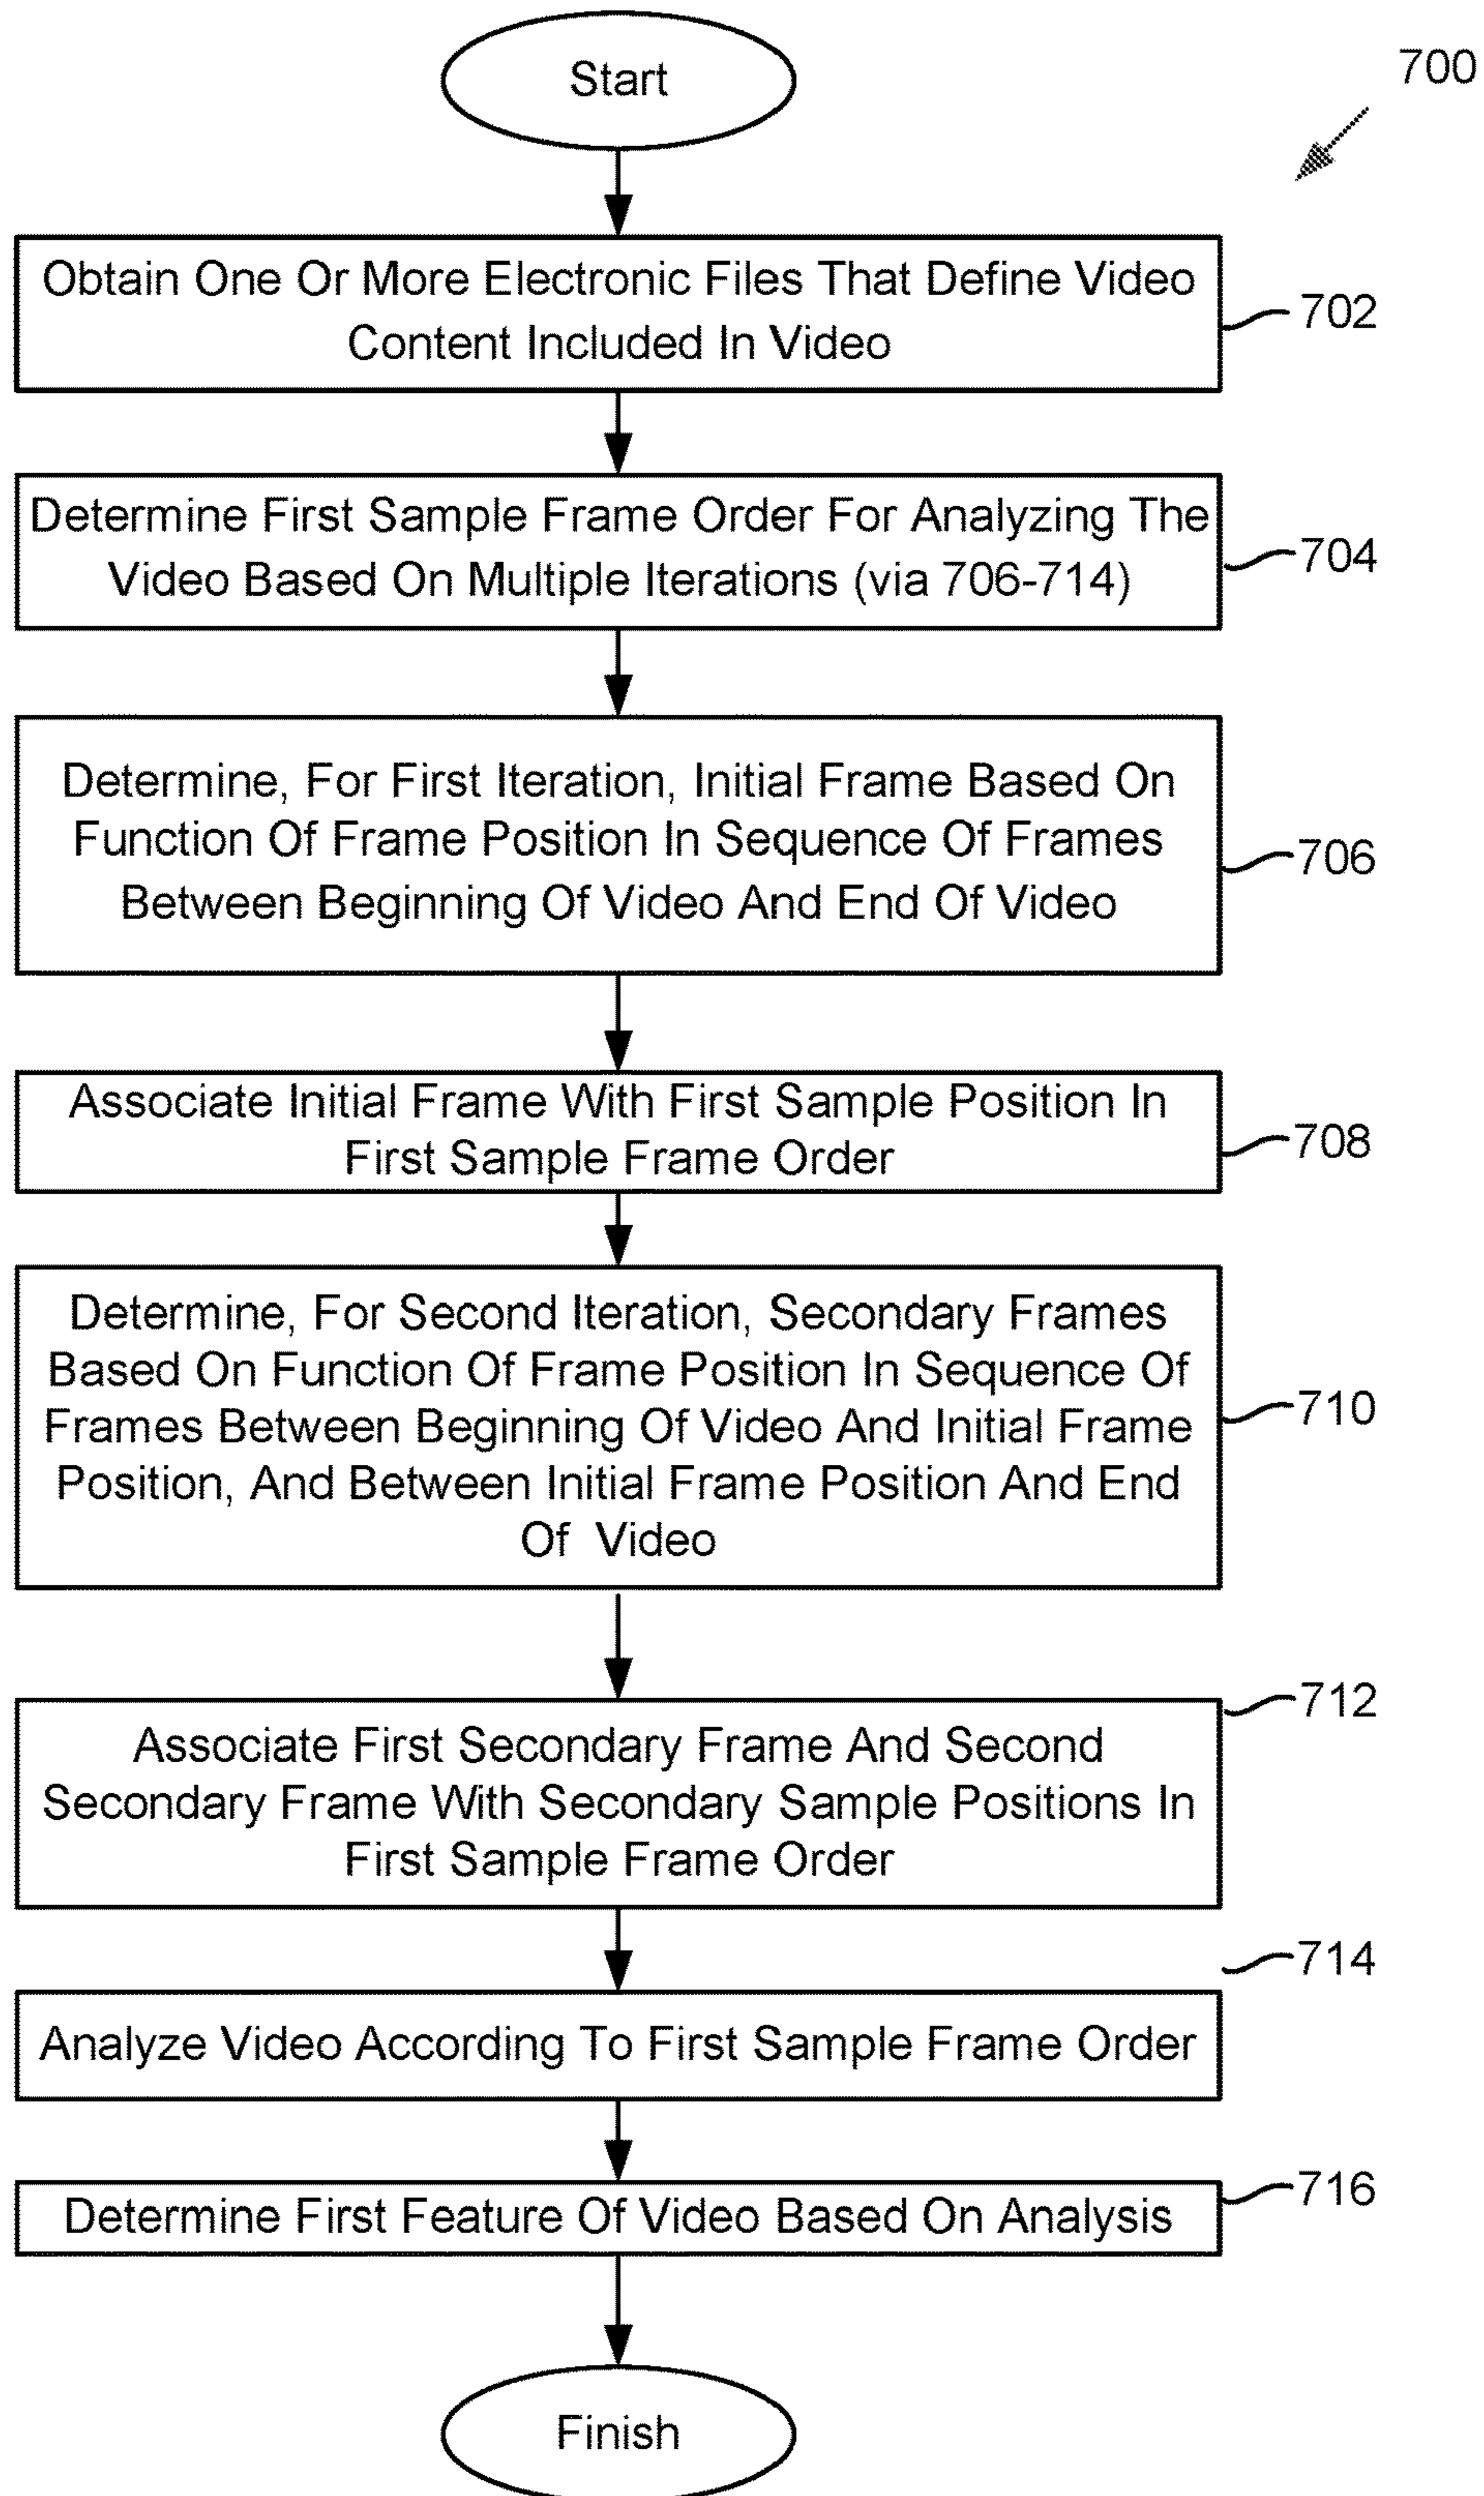 Start
700
Obtain One Or More Electronic Files That Define Video
Content Included In Video
702
Determine First Sample Frame Order For Analyzing The
Video Based On Multiple Iterations (via 706-714)
704
Determine, For First Iteration, Initial Frame Based On
Function Of Frame Position In Sequence Of Frames
Between Beginning Of Video And End Of Video
706
Associate Initial Frame With First Sample Position In
First Sample Frame Order
708
Determine, For Second Iteration, Secondary Frames
Based On Function Of Frame Position In Sequence Of
Frames Between Beginning Of Video And Initial Frame
Position, And Between Initial Frame Position And End
Of Video
710
712
Associate First Secondary Frame And Second
Secondary Frame With Secondary Sample Positions In
First Sample Frame Order
714
Analyze Video According To First Sample Frame Order
716
Determine First Feature Of Video Based On Analysis
Finish